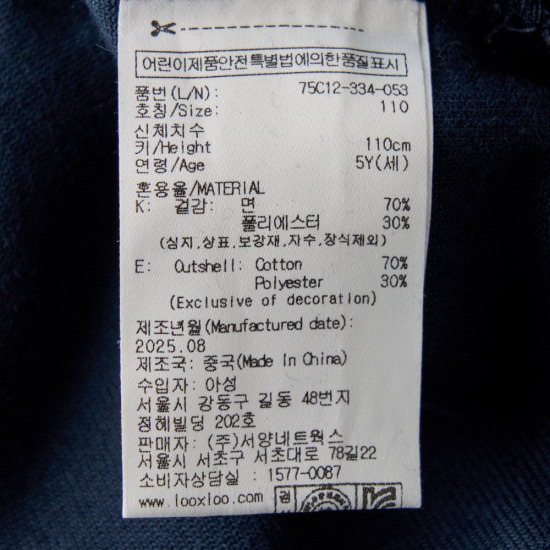 어린이제품안전특별법에의한품질표시
품번(L/N): 75C12-334-053
호칭/Size: 110
신체치수
키/Height 110cm
연령/Age 5Y(세)
혼용율/MATERIAL
K: 겉감: 면 70%
폴리에스터 30%
(심지,상표,보강재,자수,장식제외)
E: Outshell: Cotton 70%
Polyester 30%
(Exclusive of decoration)
제조년월(Manufactured date):
2025.08
제조국: 중국(Made In China)
수입자: 아성
서울시 강동구 길동 48번지
정혜빌딩 202호
판매자: (주)서양네트웍스
서울시 서초구 서초대로 78길22
소비자상담실 : 1577-0087
www.looxloo.com